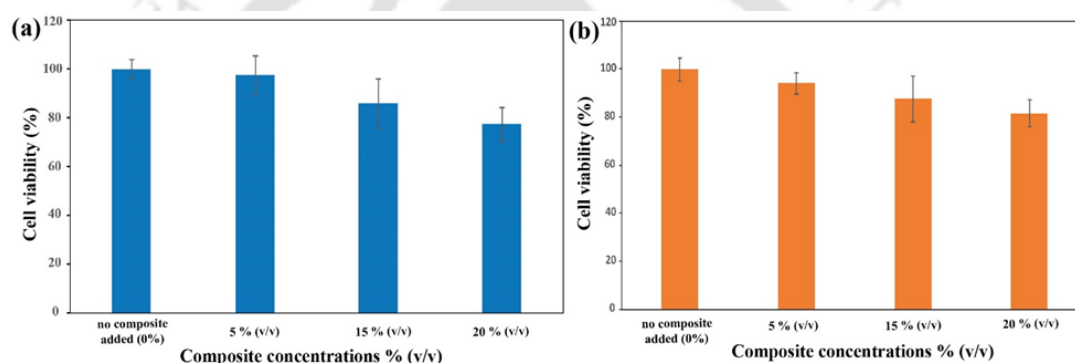 (a)
Cell viability (%)
120
100
80
60
40
20
0
no composite
added (0%)
5 % (v/v)
15 % (v/v)
20 % (v/v)
Composite concentrations % (v/v)
(b)
Cell viability (%)
120
100
80
60
40
20
0
no composite
added (0%)
5 % (v/v)
15 % (v/v)
20 % (v/v)
Composite concentrations % (v/v)